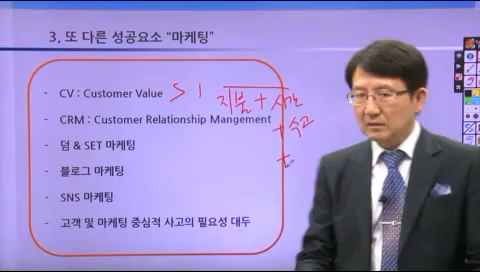 3. 또 다른 성공요소 “마케팅”
- CV : Customer Value > 1 지불 + 시간
- CRM : Customer Relationship Mangement + 수고
+
- 덤 & SET 마케팅
- 블로그 마케팅
- SNS 마케팅
- 고객 및 마케팅 중심적 사고의 필요성 대두